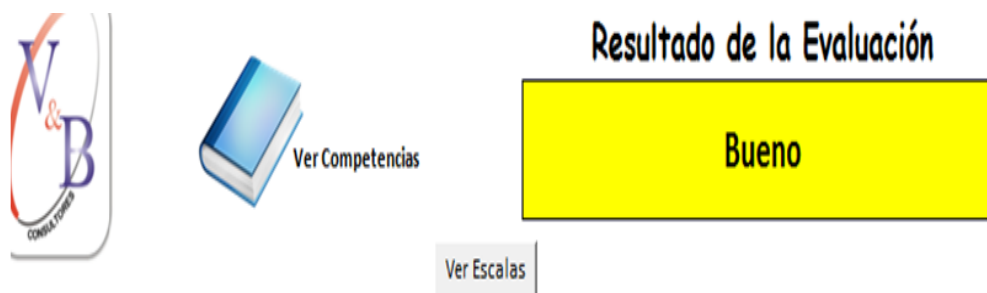 V&B
CONSULTORES
Ver Competencias
Resultado de la Evaluación
Bueno
Ver Escalas